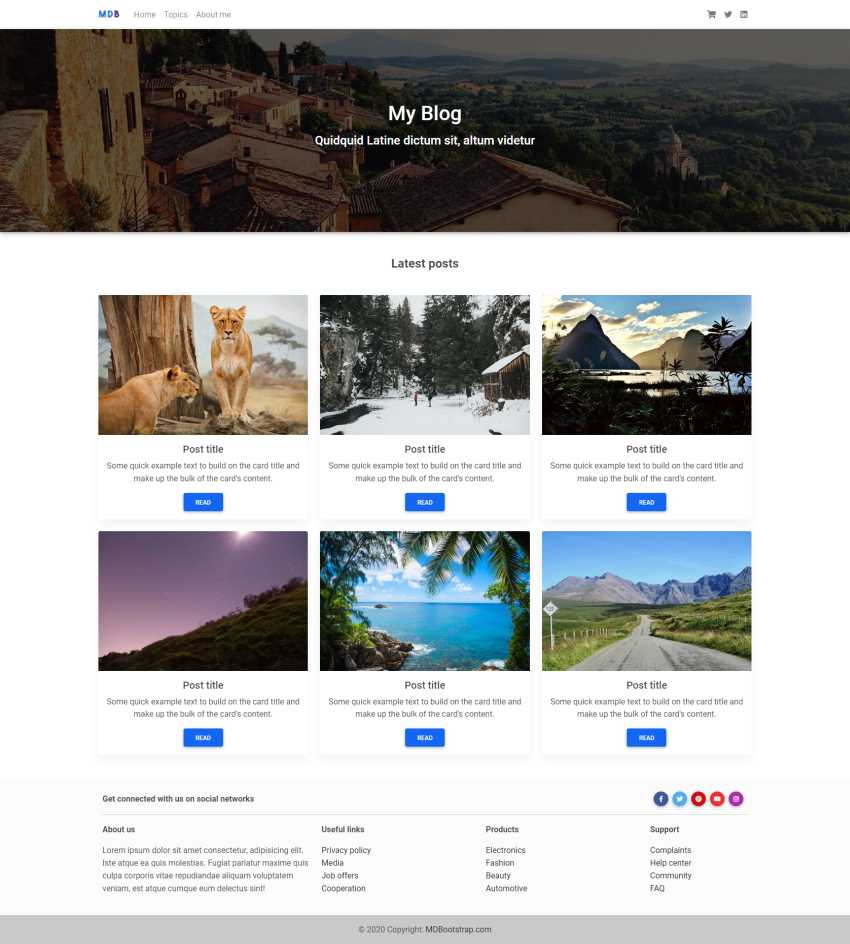 MDB Home Topics About me
My Blog
Quidquid Latine dictum sit, altum videtur
Latest posts
Post title
Some quick example text to build on the card title and
make up the bulk of the card's content.
READ
Post title
Some quick example text to build on the card title and
make up the bulk of the card's content.
READ
Post title
Some quick example text to build on the card title and
make up the bulk of the card's content.
READ
Post title
Some quick example text to build on the card title and
make up the bulk of the card's content.
READ
Post title
Some quick example text to build on the card title and
make up the bulk of the card's content.
READ
Post title
Some quick example text to build on the card title and
make up the bulk of the card's content.
READ
Get connected with us on social networks
About us
Lorem ipsum dolor sit amet consectetur, adipisicing elit.
Iste atque ea quis molestias. Fugiat pariatur maxime quis
culpa corporis vitae repudiandae aliquam voluptatem
veniam, est atque cumque eum delectus sint!
Useful links
Privacy policy
Media
Job offers
Cooperation
Products
Electronics
Fashion
Beauty
Automotive
Support
Complaints
Help center
Community
FAQ
© 2020 Copyright: MDBootstrap.com